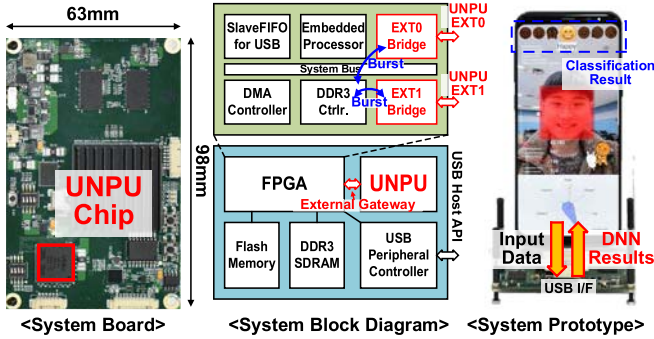 63mm
98mm
UNPU
Chip
<System Board>
SlaveFIFO
for USB
Embedded
Processor
EXT0
Bridge
UNPU
EXT0
System Bus
Burst
DMA
Controller
DDR3
Ctrlr.
Burst
EXT1
Bridge
UNPU
EXT1
FPGA
UNPU
External Gateway
Flash
Memory
DDR3
SDRAM
USB
Peripheral
Controller
USB Host API
<System Block Diagram>
Happy
Classification
Result
Input
Data
DNN
Results
USB I/F
<System Prototype>